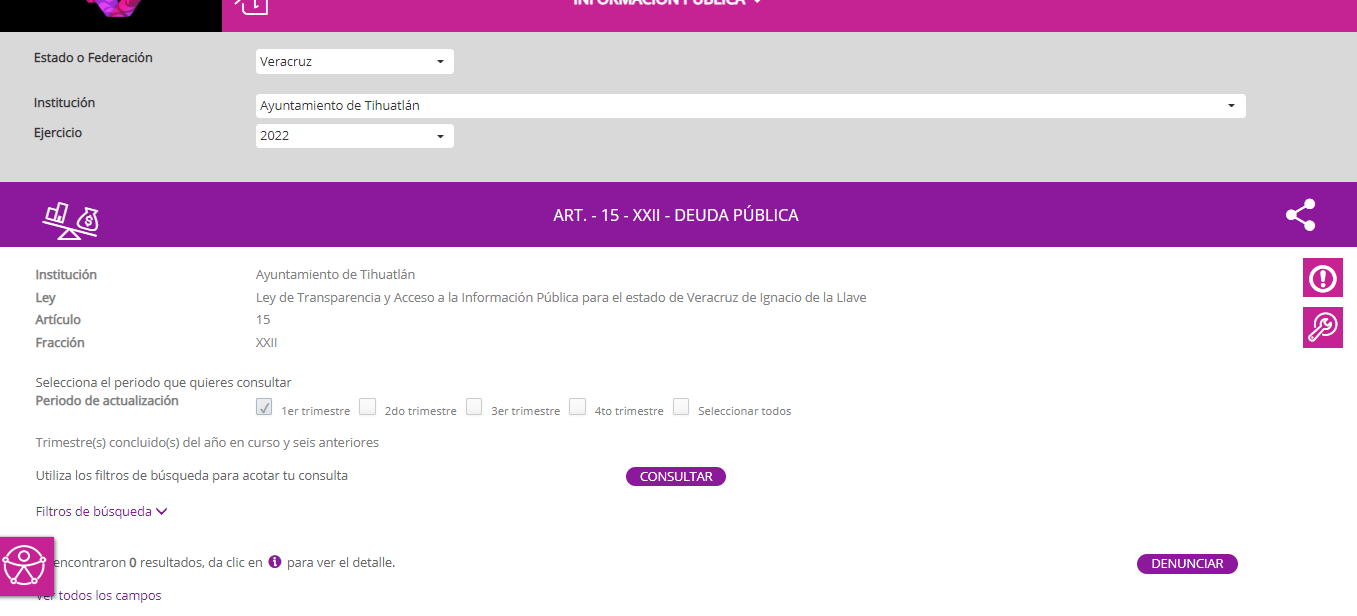 INFORMACIÓN PÚBLICA
Estado o Federación
Veracruz
Institución
Ayuntamiento de Tihuatlán
Ejercicio
2022
ART. - 15 - XXII - DEUDA PÚBLICA
Institución Ayuntamiento de Tihuatlán
Ley Ley de Transparencia y Acceso a la Información Pública para el estado de Veracruz de Ignacio de la Llave
Artículo 15
Fracción XXII
Selecciona el periodo que quieres consultar
Periodo de actualización 1er trimestre 2do trimestre 3er trimestre 4to trimestre Seleccionar todos
Trimestre(s) concluido(s) del año en curso y seis anteriores
Utiliza los filtros de búsqueda para acotar tu consulta CONSULTAR
Filtros de búsqueda
encontraron 0 resultados, da clic en para ver el detalle. DENUNCIAR
Ver todos los campos